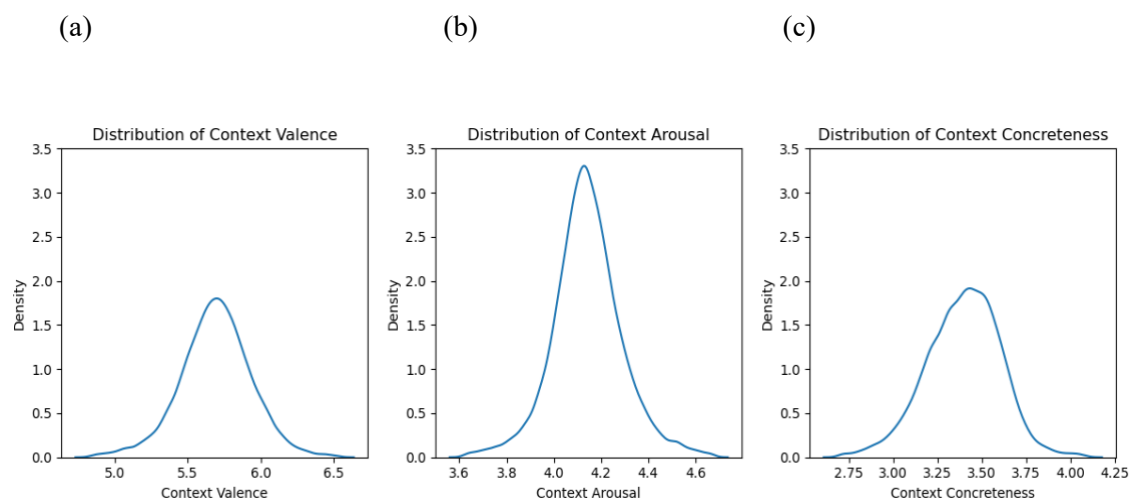 (a)
(b)
(c)
Distribution of Context Valence
3.5
3.0
2.5
2.0
1.5
1.0
0.5
0.0
Density
5.0 5.5 6.0 6.5
Context Valence
Distribution of Context Arousal
3.5
3.0
2.5
2.0
1.5
1.0
0.5
0.0
Density
3.6 3.8 4.0 4.2 4.4 4.6
Context Arousal
Distribution of Context Concreteness
3.5
3.0
2.5
2.0
1.5
1.0
0.5
0.0
Density
2.75 3.00 3.25 3.50 3.75 4.00 4.25
Context Concreteness